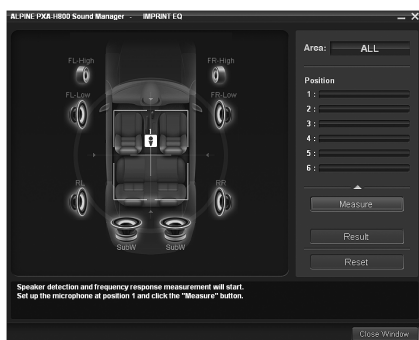 ALPINE PXA-H800 Sound Manager - IMPRINT EQ
FL-High
FR-High
FL-Low
FR-Low
RL
RR
SubW
SubW
Area: ALL
Position
1 :
2 :
3 :
4 :
5 :
6 :
Measure
Result
Reset
Speaker detection and frequency response measurement will start.
Set up the microphone at position 1 and click the "Measure" button.
Close Window